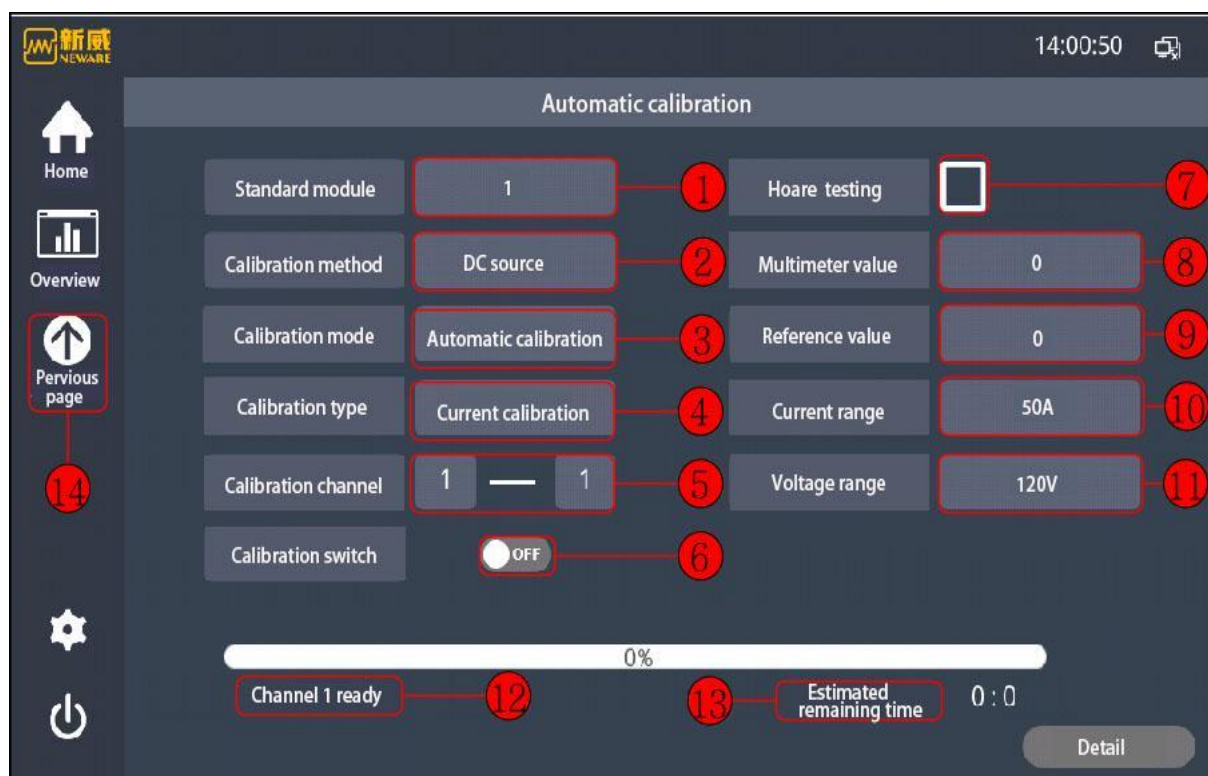 新威
NEWARE
14:00:50
Automatic calibration
Home
Standard module
1
1
Hoare testing
7
Overview
Calibration method
DC source
2
Multimeter value
0
8
Pervious
page
Calibration mode
Automatic calibration
3
Reference value
0
9
Calibration type
Current calibration
4
Current range
50A
10
14
Calibration channel
1 — 1
5
Voltage range
120V
11
Calibration switch
OFF
6
0%
Channel 1 ready
12
13
Estimated
remaining time
0 : 0
Detail